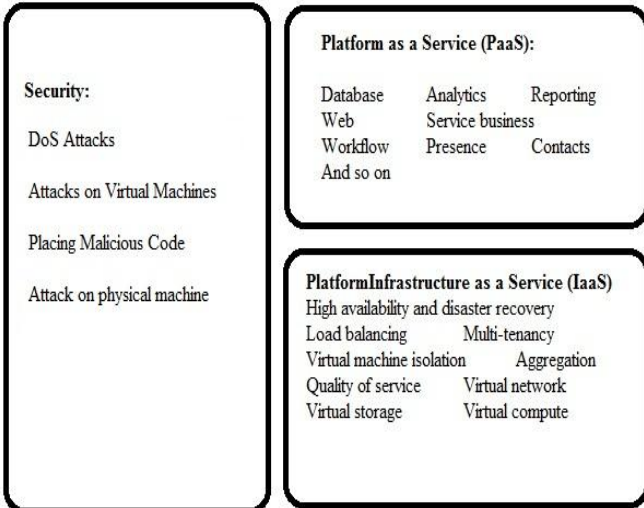 Security:
DoS Attacks
Attacks on Virtual Machines
Placing Malicious Code
Attack on physical machine
Platform as a Service (PaaS):
Database Analytics Reporting
Web Service business
Workflow Presence Contacts
And so on
PlatformInfrastructure as a Service (IaaS)
High availability and disaster recovery
Load balancing Multi-tenancy
Virtual machine isolation Aggregation
Quality of service Virtual network
Virtual storage Virtual compute